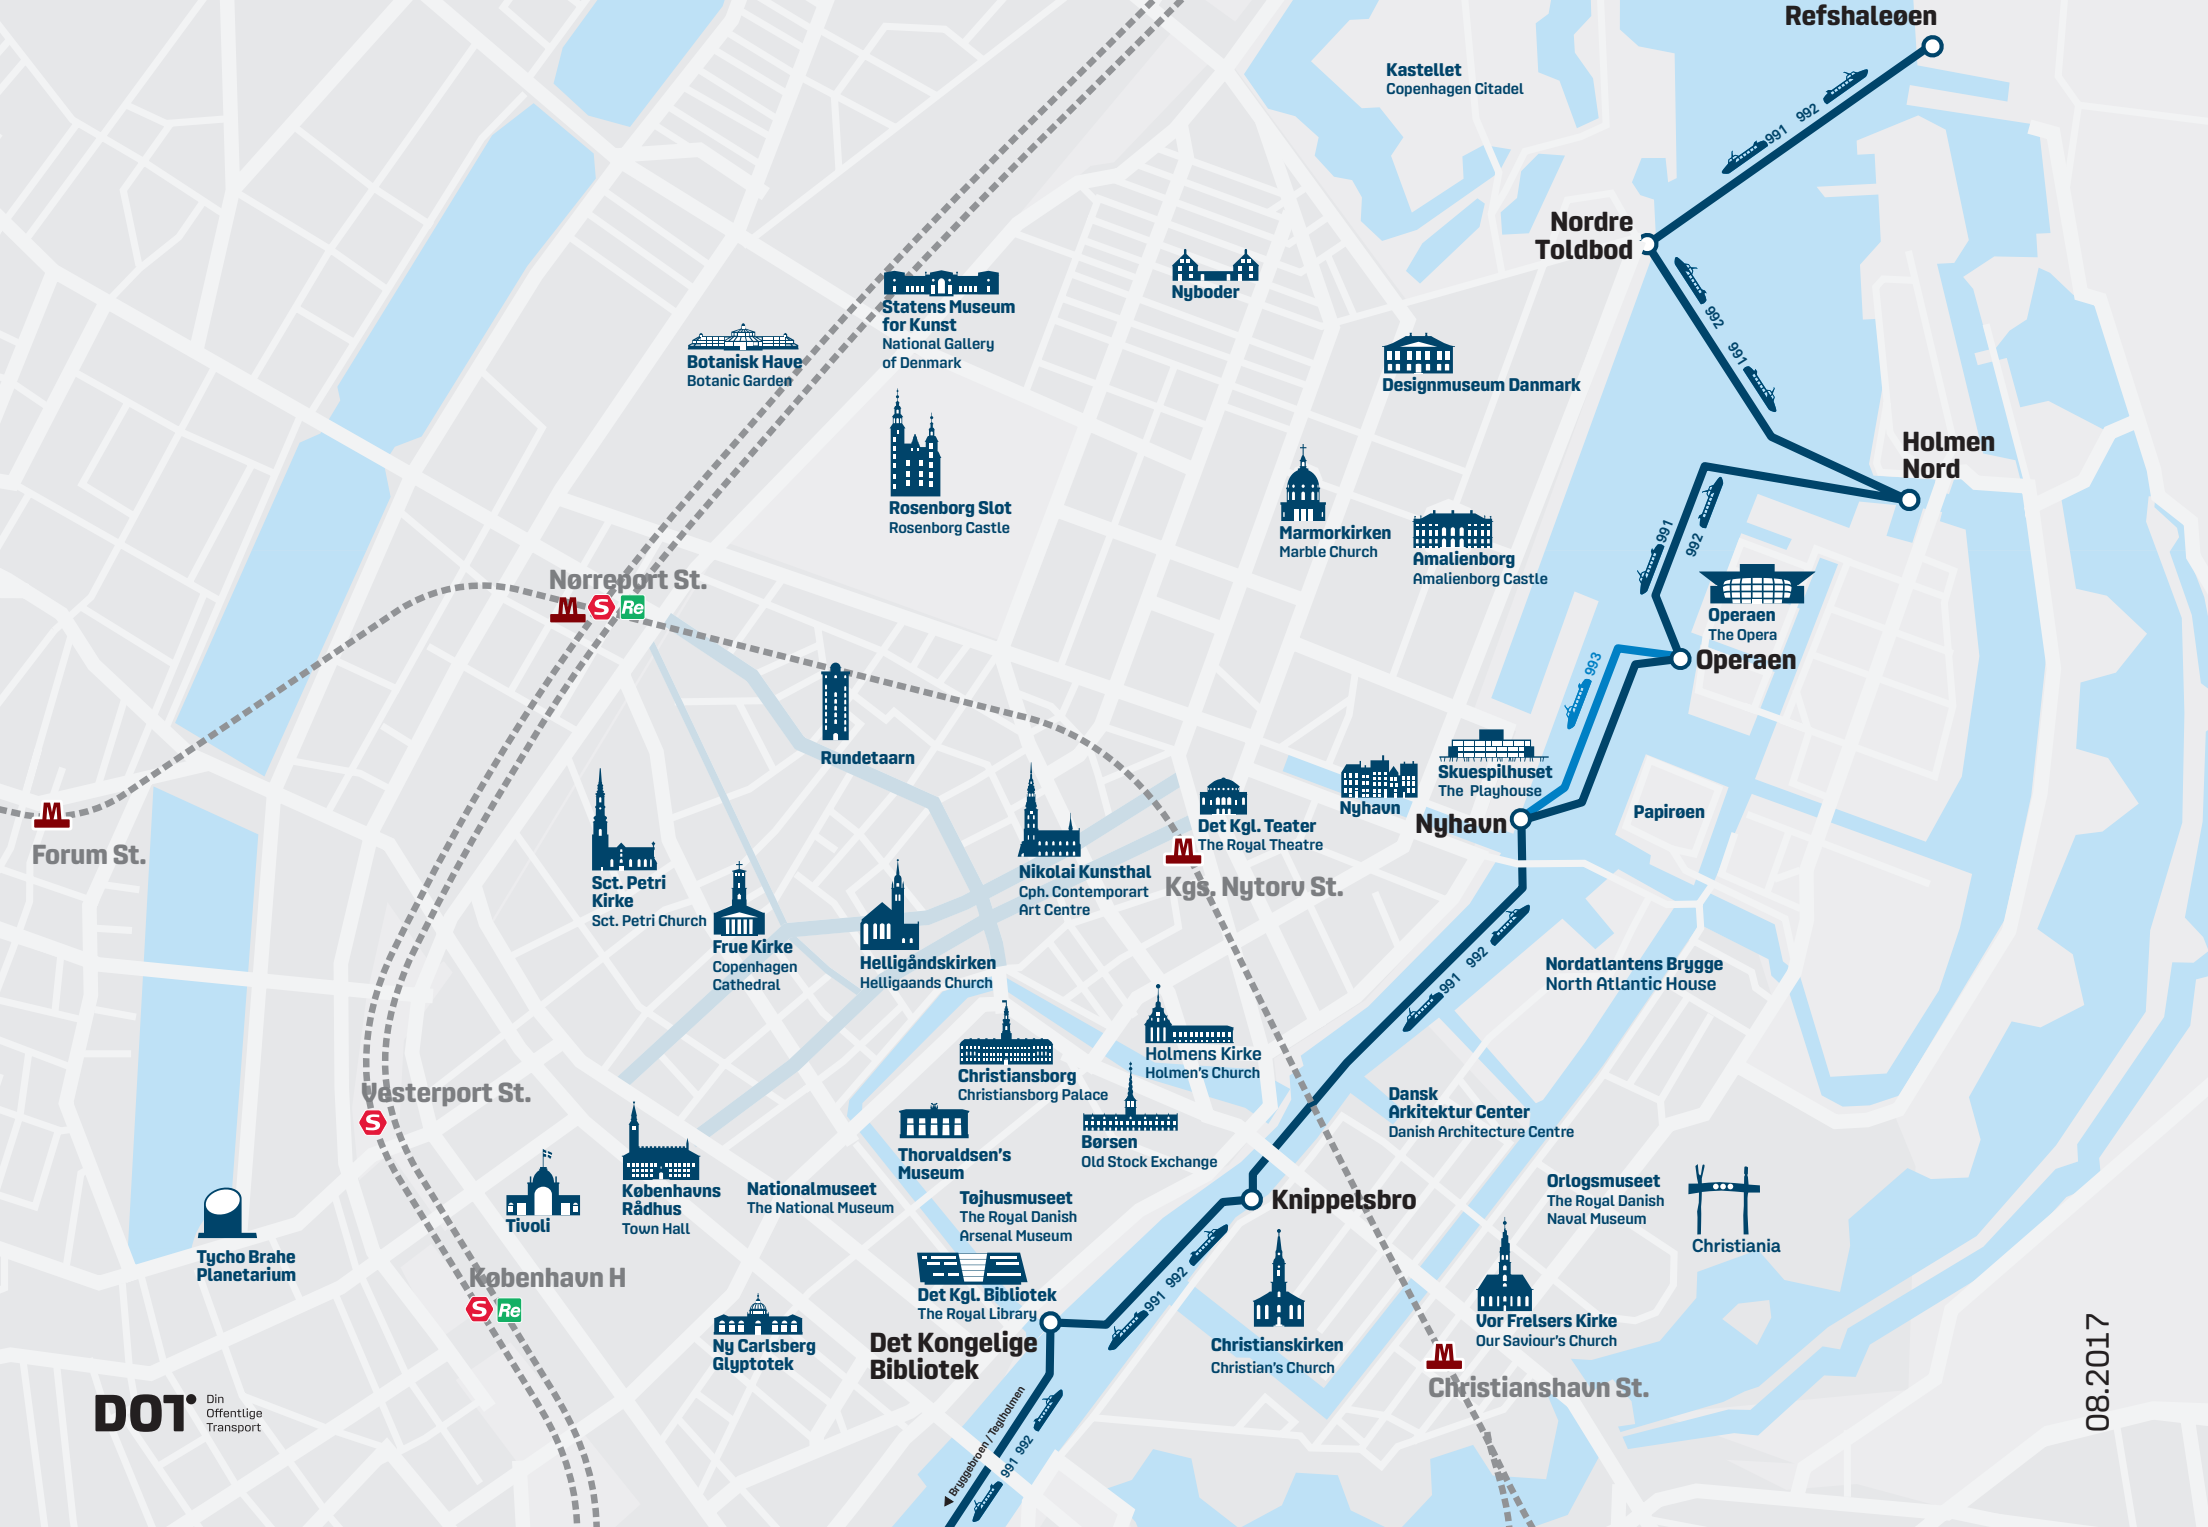 Refshaleøen
Kastellet
Copenhagen Citadel
991 992
Nordre
Toldbod
992
991
Nyboder
Statens Museum
for Kunst
National Gallery
of Denmark
Botanisk Have
Botanic Garden
Designmuseum Danmark
Holmen
Nord
Rosenborg Slot
Rosenborg Castle
Marmorkirken
Marble Church
Amalienborg
Amalienborg Castle
991
992
Nørreport St.
M S Re
Operaen
The Opera
Operaen
993
Rundetaarn
Skuespilhuset
The Playhouse
Nyhavn
Nyhavn
Papirøen
Det Kgl. Teater
The Royal Theatre
M
Kgs. Nytorv St.
M
Forum St.
Sct. Petri
Kirke
Sct. Petri Church
Nikolai Kunsthal
Cph. Contemporart
Art Centre
Frue Kirke
Copenhagen
Cathedral
Helligåndskirken
Helligaands Church
991 992
Nordatlantens Brygge
North Atlantic House
Holmens Kirke
Holmen's Church
Christiansborg
Christiansborg Palace
Vesterport St.
S
Dansk
Arkitektur Center
Danish Architecture Centre
Børsen
Old Stock Exchange
Thorvaldsen's
Museum
Københavns
Rådhus
Town Hall
Nationalmuseet
The National Museum
Tøjhusmuseet
The Royal Danish
Arsenal Museum
Knippelsbro
Orlogsmuseet
The Royal Danish
Naval Museum
Christiania
Tivoli
Tycho Brahe
Planetarium
København H
S Re
Det Kgl. Bibliotek
The Royal Library
991 992
Det Kongelige
Bibliotek
Ny Carlsberg
Glyptotek
Christianskirken
Christian's Church
Vor Frelsers Kirke
Our Saviour's Church
M
Christianshavn St.
Bryggebroen / Teglholmen
991 992
DOT
Din
Offentlige
Transport
08.2017